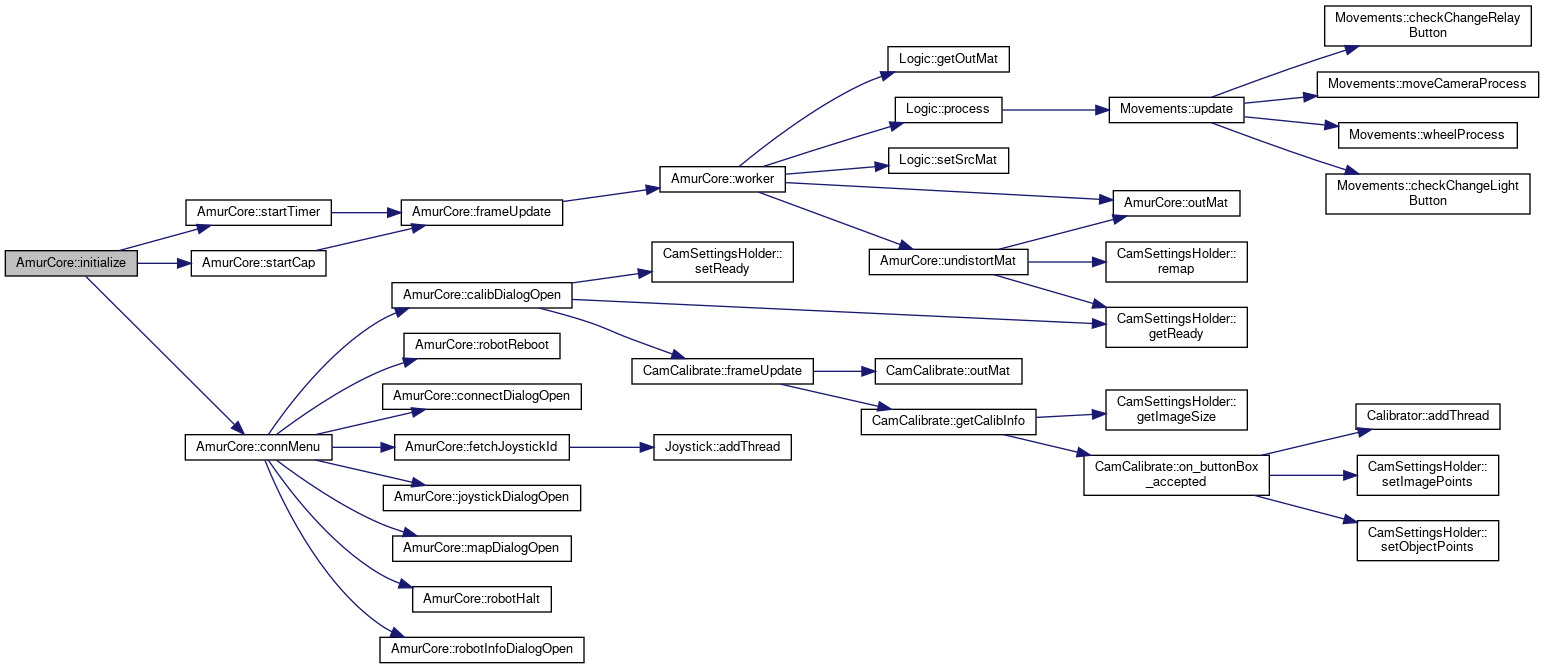 Movements::checkChangeRelay
Button
Logic::getOutMat
Movements::moveCameraProcess
Logic::process
Movements::update
Movements::wheelProcess
Logic::setSrcMat
AmurCore::worker
Movements::checkChangeLight
Button
AmurCore::outMat
AmurCore::startTimer
AmurCore::frameUpdate
AmurCore::initialize
AmurCore::startCap
CamSettingsHolder::
setReady
AmurCore::undistortMat
CamSettingsHolder::
remap
AmurCore::calibDialogOpen
CamSettingsHolder::
getReady
AmurCore::robotReboot
CamCalibrate::frameUpdate
CamCalibrate::outMat
AmurCore::connectDialogOpen
CamSettingsHolder::
getImageSize
CamCalibrate::getCalibInfo
Calibrator::addThread
AmurCore::connMenu
AmurCore::fetchJoystickId
Joystick::addThread
CamCalibrate::on_buttonBox
_accepted
CamSettingsHolder::
setImagePoints
AmurCore::joystickDialogOpen
CamSettingsHolder::
setObjectPoints
AmurCore::mapDialogOpen
AmurCore::robotHalt
AmurCore::robotInfoDialogOpen